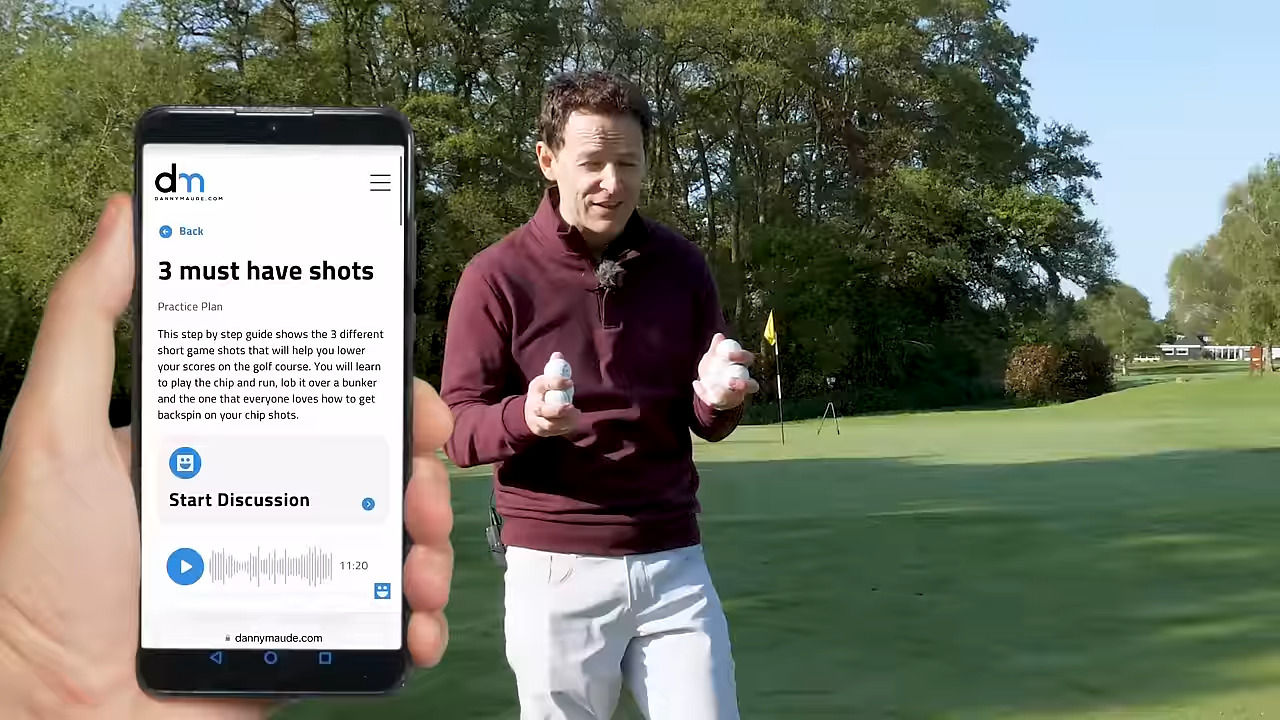 dm
DANNYMAUDE.COM
Back
3 must have shots
Practice Plan
This step by step guide shows the 3 different
short game shots that will help you lower
your scores on the golf course. You will learn
to play the chip and run, lob it over a bunker
and the one that everyone loves how to get
backspin on your chip shots.
Start Discussion
11:20
dannymaude.com